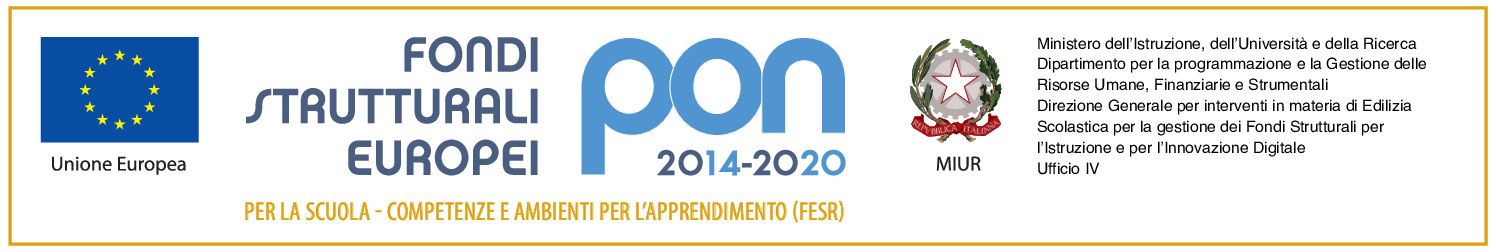 Unione Europea
FONDI
STRUTTURALI
EUROPEI
pon
2014-2020
PER LA SCUOLA - COMPETENZE E AMBIENTI PER L'APPRENDIMENTO (FESR)
REPVBBLICA ITALIANA
MIUR
Ministero dell'Istruzione, dell'Università e della Ricerca
Dipartimento per la programmazione e la Gestione delle
Risorse Umane, Finanziarie e Strumentali
Direzione Generale per interventi in materia di Edilizia
Scolastica per la gestione dei Fondi Strutturali per
l'Istruzione e per l'Innovazione Digitale
Ufficio IV